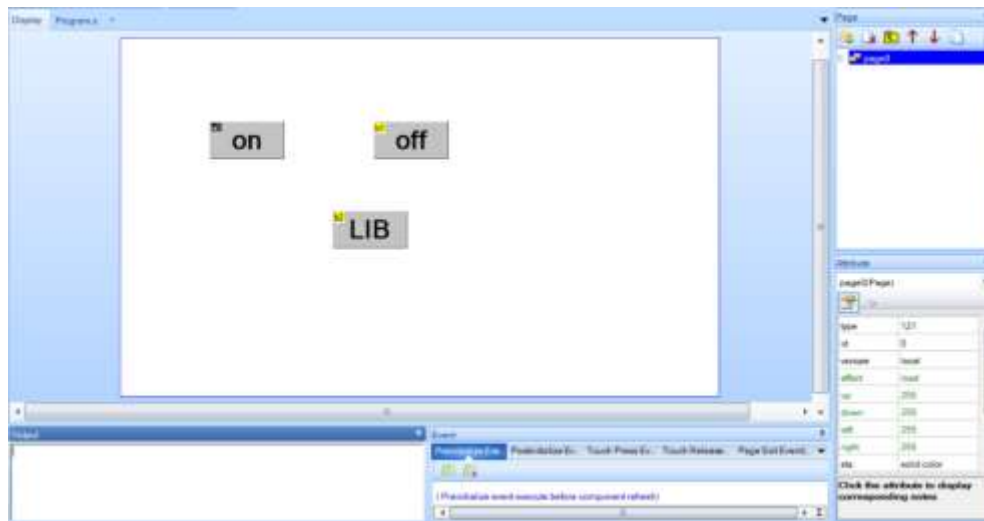 Display Program.s
Page
page0
on off
LIB
Attribute
page0(Page)
type 121
id 0
vscope local
effect load
up 255
down 255
left 255
right 255
sta solid color
Click the attribute to display
corresponding notes
Output
Event
Preinitialize Eve... Postinitialize Ev... Touch Press Ev... Touch Release... Page Exit Event(...
(Preinitialize event execute before component refresh)